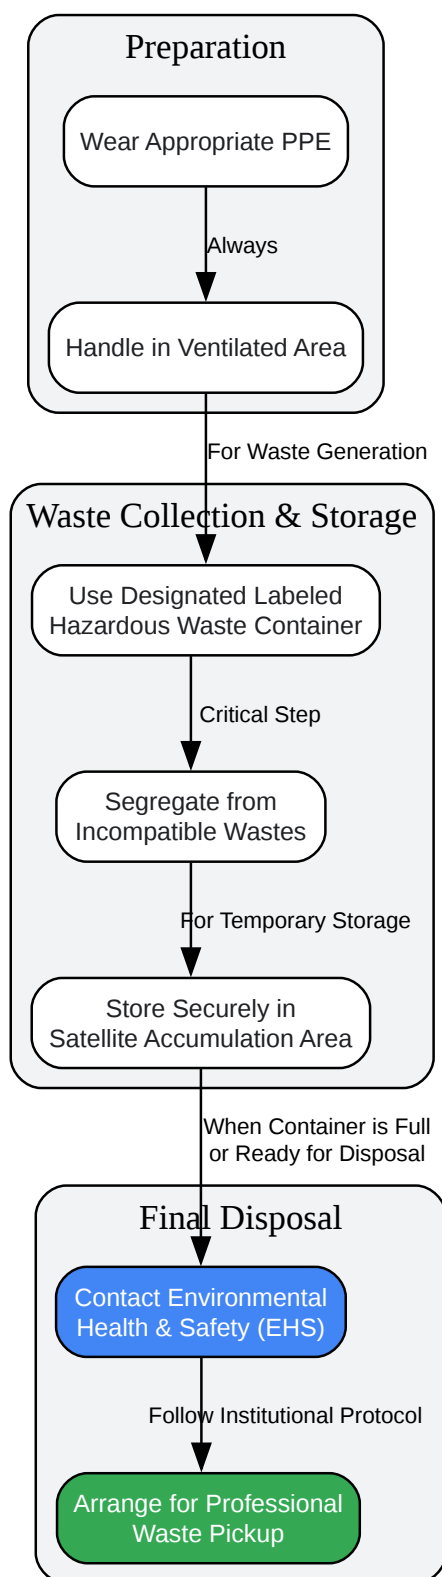 Preparation
Wear Appropriate PPE
Always
Handle in Ventilated Area
For Waste Generation
Waste Collection & Storage
Use Designated Labeled
Hazardous Waste Container
Critical Step
Segregate from
Incompatible Wastes
For Temporary Storage
Store Securely in
Satellite Accumulation Area
When Container is Full
or Ready for Disposal
Final Disposal
Contact Environmental
Health & Safety (EHS)
Follow Institutional Protocol
Arrange for Professional
Waste Pickup